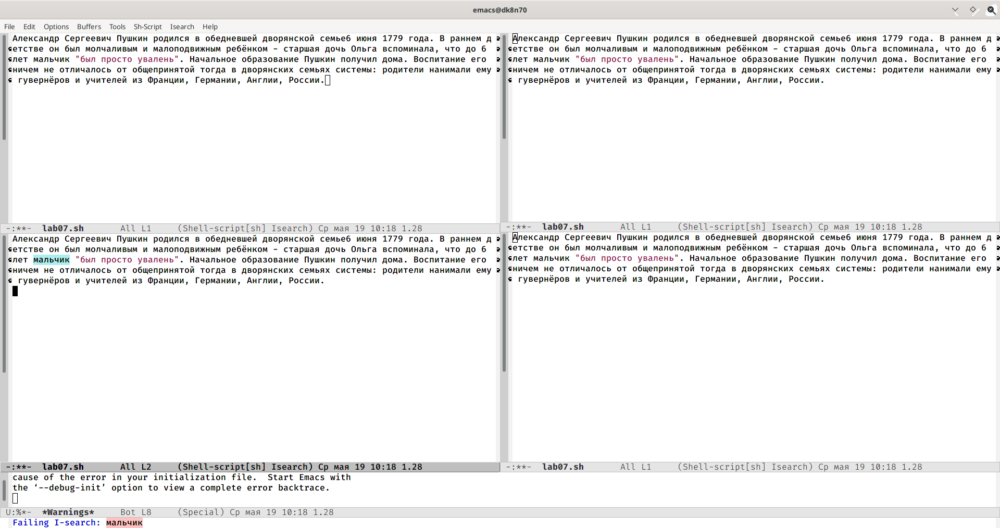 emacs@dk8n70
File Edit Options Buffers Tools Sh-Script Isearch Help
Александр Сергеевич Пушкин родился в обедневшей дворянской семье6 июня 1779 года. В раннем д
етстве он был молчаливым и малоподвижным ребёнком - старшая дочь Ольга вспоминала, что до 6
лет мальчик "был просто увалень". Начальное образование Пушкин получил дома. Воспитание его
ничем не отличалось от общепринятой тогда в дворянских семьях системы: родители нанимали ему
гувернёров и учителей из Франции, Германии, Англии, России.
-:**- lab07.sh All L1 (Shell-script[sh] Isearch) Ср мая 19 10:18 1.28
Александр Сергеевич Пушкин родился в обедневшей дворянской семье6 июня 1779 года. В раннем д
етстве он был молчаливым и малоподвижным ребёнком - старшая дочь Ольга вспоминала, что до 6
лет мальчик "был просто увалень". Начальное образование Пушкин получил дома. Воспитание его
ничем не отличалось от общепринятой тогда в дворянских семьях системы: родители нанимали ему
гувернёров и учителей из Франции, Германии, Англии, России.
-:**- lab07.sh All L1 (Shell-script[sh] Isearch) Ср мая 19 10:18 1.28
Александр Сергеевич Пушкин родился в обедневшей дворянской семье6 июня 1779 года. В раннем д
етстве он был молчаливым и малоподвижным ребёнком - старшая дочь Ольга вспоминала, что до 6
лет мальчик "был просто увалень". Начальное образование Пушкин получил дома. Воспитание его
ничем не отличалось от общепринятой тогда в дворянских семьях системы: родители нанимали ему
гувернёров и учителей из Франции, Германии, Англии, России.
-:**- lab07.sh All L2 (Shell-script[sh] Isearch) Ср мая 19 10:18 1.28
Александр Сергеевич Пушкин родился в обедневшей дворянской семье6 июня 1779 года. В раннем д
етстве он был молчаливым и малоподвижным ребёнком - старшая дочь Ольга вспоминала, что до 6
лет мальчик "был просто увалень". Начальное образование Пушкин получил дома. Воспитание его
ничем не отличалось от общепринятой тогда в дворянских семьях системы: родители нанимали ему
гувернёров и учителей из Франции, Германии, Англии, России.
-:**- lab07.sh All L1 (Shell-script[sh] Isearch) Ср мая 19 10:18 1.28
cause of the error in your initialization file. Start Emacs with
the ‘--debug-init’ option to view a complete error backtrace.
U:%*- *Warnings* Bot L8 (Special) Ср мая 19 10:18 1.28
Failing I-search: мальчик